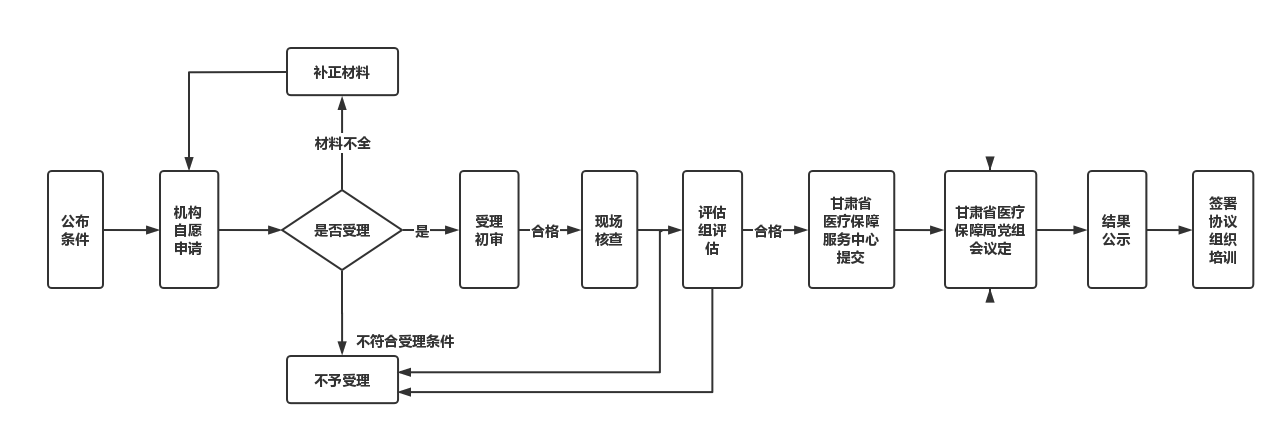 补正材料
材料不全
公布
条件
机构
自愿
申请
是否受理
是
受理
初审
合格
现场
核查
评估
组评
估
合格
甘肃省
医疗保障
服务中心
提交
甘肃省医疗
保障局党组
会议定
结果
公示
签署
协议
组织
培训
不符合受理条件
不予受理